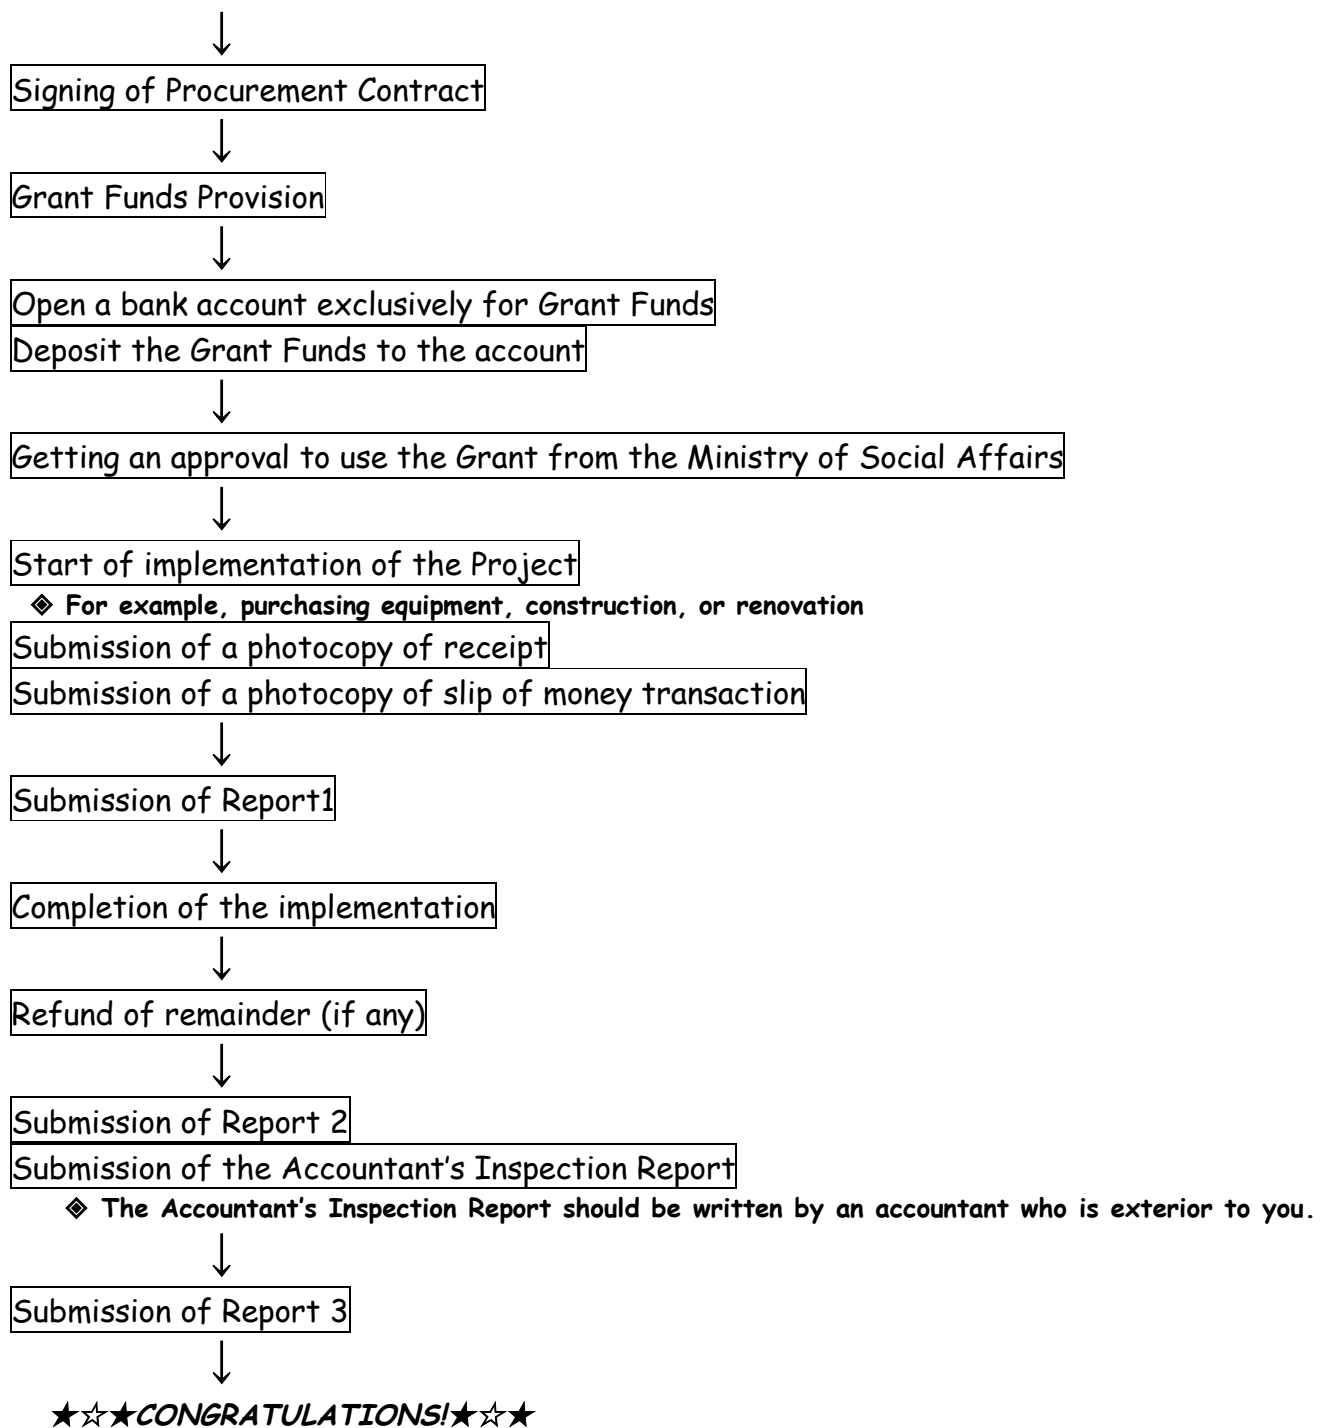 ↓
Signing of Procurement Contract
↓
Grant Funds Provision
↓
Open a bank account exclusively for Grant Funds
Deposit the Grant Funds to the account
↓
Getting an approval to use the Grant from the Ministry of Social Affairs
↓
Start of implementation of the Project
◈ For example, purchasing equipment, construction, or renovation
Submission of a photocopy of receipt
Submission of a photocopy of slip of money transaction
↓
Submission of Report1
↓
Completion of the implementation
↓
Refund of remainder (if any)
↓
Submission of Report 2
Submission of the Accountant’s Inspection Report
◈ The Accountant’s Inspection Report should be written by an accountant who is exterior to you.
↓
Submission of Report 3
↓
★☆★CONGRATULATIONS!★☆★